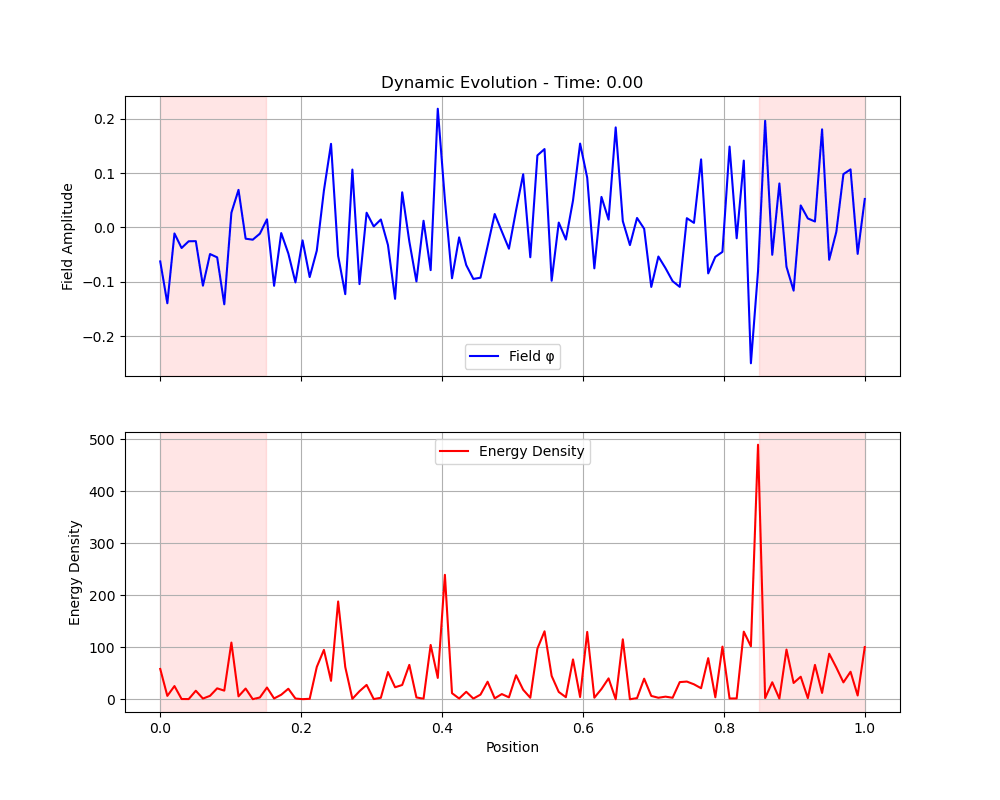 Dynamic Evolution - Time: 0.00
Field Amplitude
0.2
0.1
0.0
−0.1
−0.2
Field φ
Energy Density
500
400
300
200
100
0
Energy Density
0.0 0.2 0.4 0.6 0.8 1.0
Position